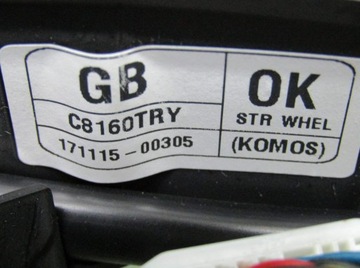 GB
C8160TRY
171115-00305
OK
STR WHEL
(KOMOS)